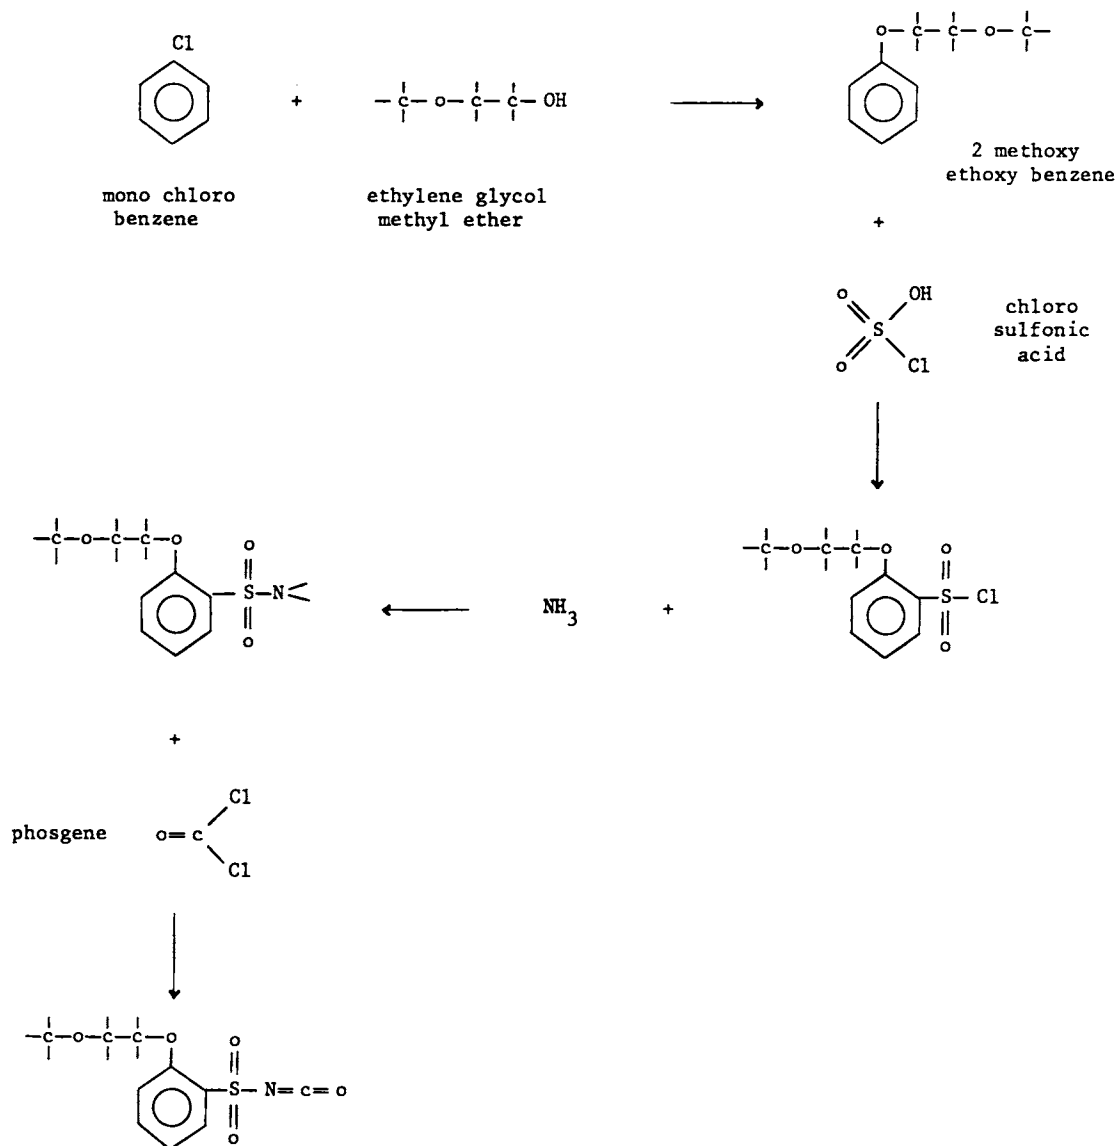 Cl
+
OH
mono chloro
benzene
ethylene glycol
methyl ether
o C C o C
2 methoxy
ethoxy benzene
+
o OH
S
o Cl
chloro
sulfonic
acid
C o C C o o
S N
o
NH3
+
C o C C o o
S Cl
o
+
phosgene
o=c
Cl
Cl
C o C C o o
S N=c=o
o